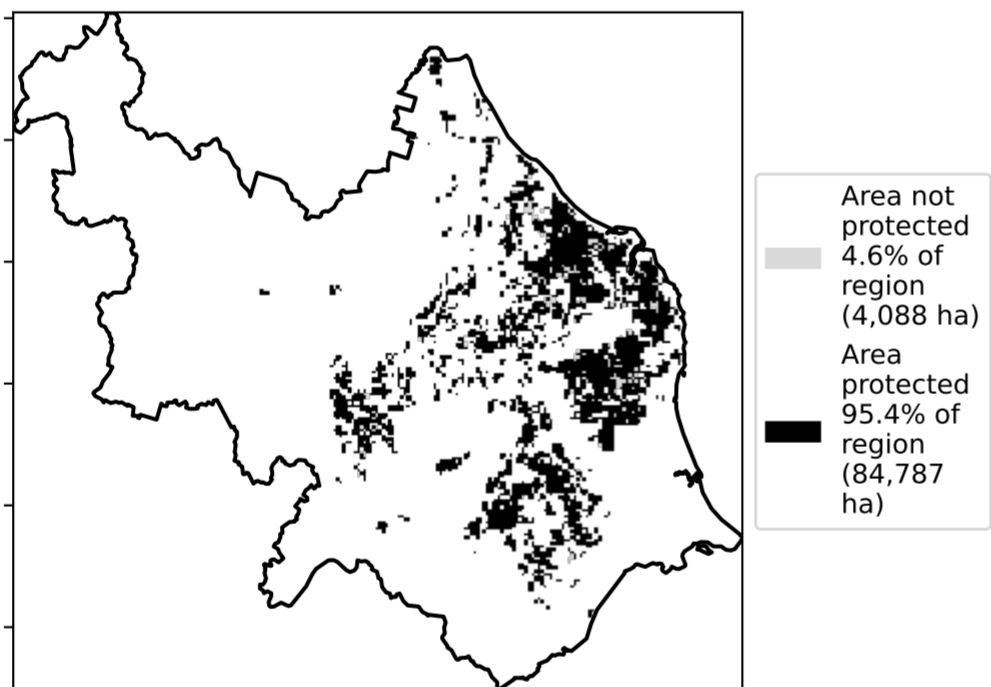 Area not
protected
4.6% of
region
(4,088 ha)
Area
protected
95.4% of
region
(84,787
ha)